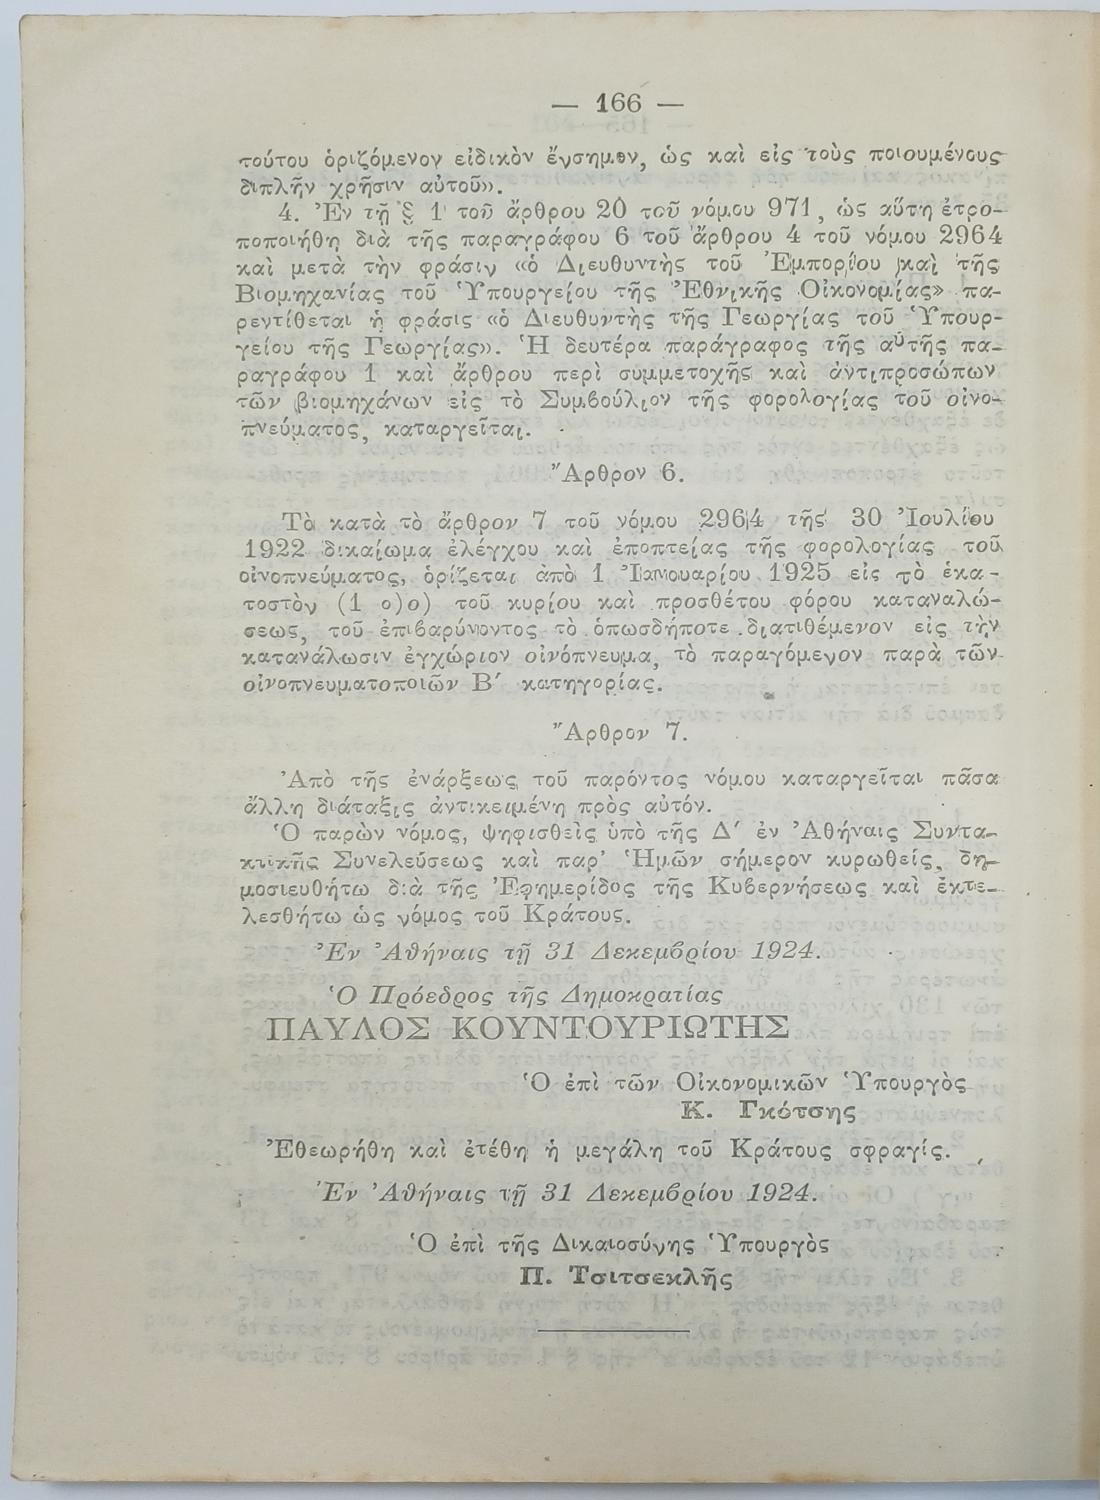 — 166 —
τούτου ὁριζόμενον εἰδικὸν ἔνσημον, ὡς καὶ εἰς τοὺς ποιουμένους
διπλῆν χρῆσιν αὐτοῦ».
4. Ἐν τῇ § 1 τοῦ ἄρθρου 20 τοῦ νόμου 971, ὡς αὕτη ἐτρο-
ποποιήθη διὰ τῆς παραγράφου 6 τοῦ ἄρθρου 4 τοῦ νόμου 2964
καὶ μετὰ τὴν φράσιν «ὁ Διευθυντὴς τοῦ Ἐμπορίου καὶ τῆς
Βιομηχανίας τοῦ Ὑπουργείου τῆς Ἐθνικῆς Οἰκονομίας» πα-
ρεντίθεται ἡ φράσις «ὁ Διευθυντὴς τῆς Γεωργίας τοῦ Ὑπουρ-
γείου τῆς Γεωργίας». Ἡ δευτέρα παράγραφος τῆς αὐτῆς πα-
ραγράφου 1 καὶ ἄρθρου περὶ συμμετοχῆς καὶ ἀντιπροσώπων
τῶν βιομηχάνων εἰς τὸ Συμβούλιον τῆς φορολογίας τοῦ οἰνο-
πνεύματος, καταργεῖται.
Ἄρθρον 6.
Τὸ κατὰ τὸ ἄρθρον 7 τοῦ νόμου 2964 τῆς 30 Ἰουλίου
1922 δικαίωμα ἐλέγχου καὶ ἐποπτείας τῆς φορολογίας τοῦ
οἰνοπνεύματος, ὁρίζεται ἀπὸ 1 Ἰανουαρίου 1925 εἰς τὸ ἑκα-
τοστὸν (1 ο)ο) τοῦ κυρίου καὶ προσθέτου φόρου καταναλώ-
σεως, τοῦ ἐπιβαρύνοντος τὸ ὁπωσδήποτε διατιθέμενον εἰς τὴν
κατανάλωσιν ἐγχώριον οἰνόπνευμα, τὸ παραγόμενον παρὰ τῶν
οἰνοπνευματοποιῶν Β΄ κατηγορίας.
Ἄρθρον 7.
Ἀπὸ τῆς ἐνάρξεως τοῦ παρόντος νόμου καταργεῖται πᾶσα
ἄλλη διάταξις ἀντικειμένη πρὸς αὐτόν.
Ὁ παρὼν νόμος, ψηφισθεὶς ὑπὸ τῆς Δ΄ ἐν Ἀθήναις Συντα-
κτικῆς Συνελεύσεως καὶ παρ' Ἡμῶν σήμερον κυρωθείς, δη-
μοσιευθήτω διὰ τῆς Ἐφημερίδος τῆς Κυβερνήσεως καὶ ἐκτε-
λεσθήτω ὡς νόμος τοῦ Κράτους.
Ἐν Ἀθήναις τῇ 31 Δεκεμβρίου 1924.
Ὁ Πρόεδρος τῆς Δημοκρατίας
ΠΑΥΛΟΣ ΚΟΥΝΤΟΥΡΙΩΤΗΣ
Ὁ ἐπὶ τῶν Οἰκονομικῶν Ὑπουργὸς
Κ. Γκότσης
Ἐθεωρήθη καὶ ἐτέθη ἡ μεγάλη τοῦ Κράτους σφραγίς.
Ἐν Ἀθήναις τῇ 31 Δεκεμβρίου 1924.
Ὁ ἐπὶ τῆς Δικαιοσύνης Ὑπουργὸς
Π. Τσιτσεκλῆς